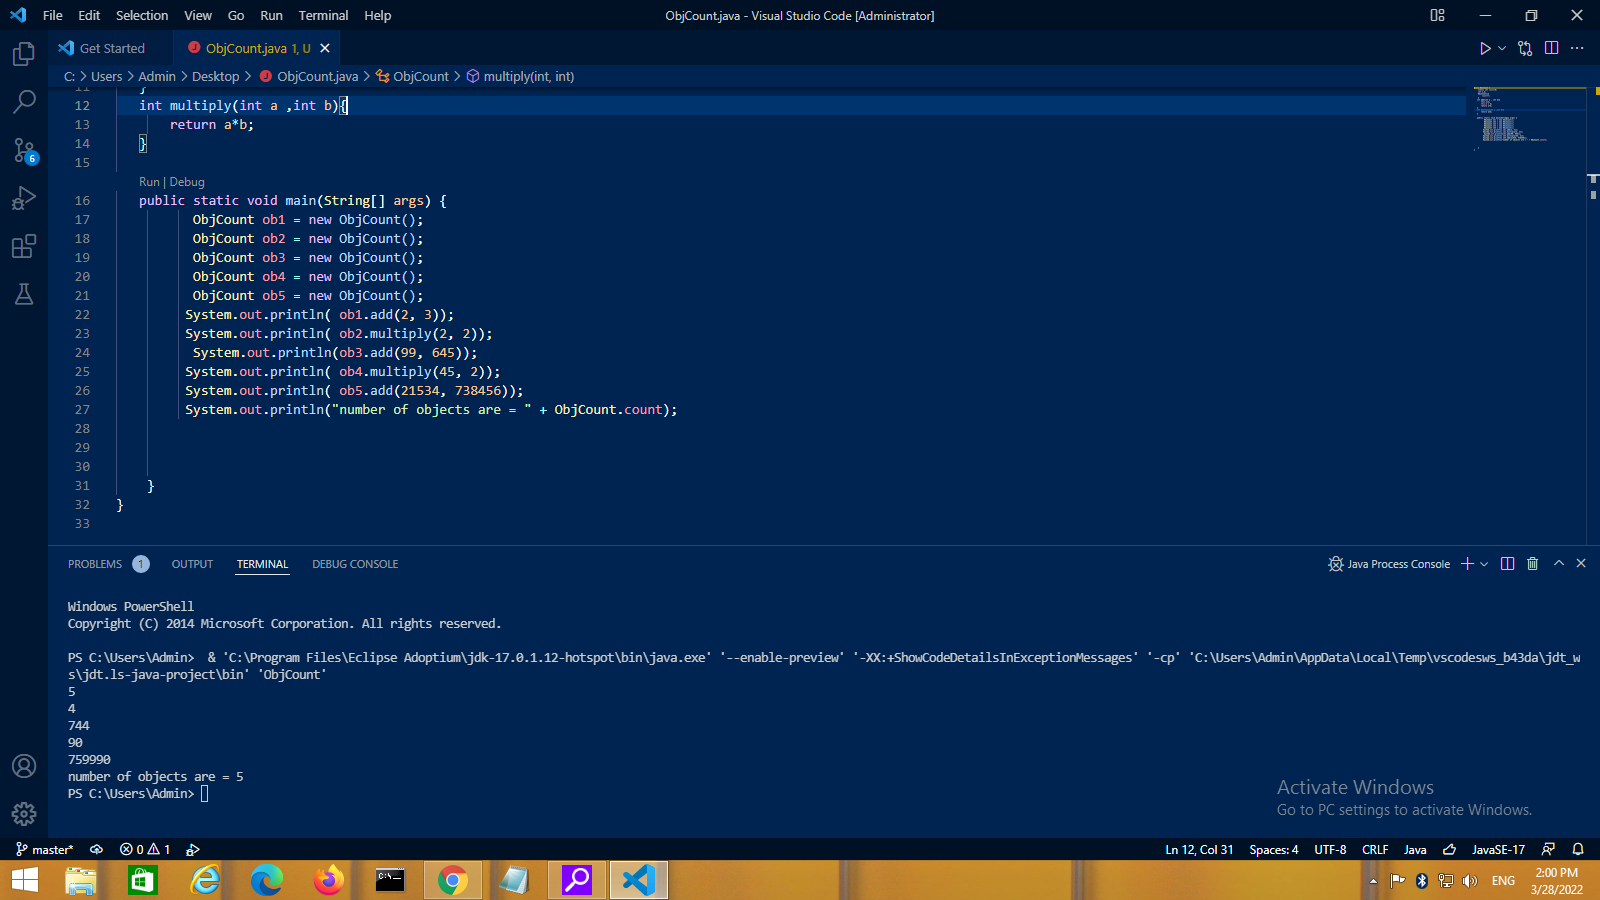 File Edit Selection View Go Run Terminal Help
ObjCount.java - Visual Studio Code [Administrator]
Get Started
ObjCount.java 1, U
C: > Users > Admin > Desktop > ObjCount.java > ObjCount > multiply(int, int)
11 }
12 int multiply(int a ,int b){
13 return a*b;
14 }
15
Run | Debug
16 public static void main(String[] args) {
17 ObjCount ob1 = new ObjCount();
18 ObjCount ob2 = new ObjCount();
19 ObjCount ob3 = new ObjCount();
20 ObjCount ob4 = new ObjCount();
21 ObjCount ob5 = new ObjCount();
22 System.out.println( ob1.add(2, 3));
23 System.out.println( ob2.multiply(2, 2));
24 System.out.println(ob3.add(99, 645));
25 System.out.println( ob4.multiply(45, 2));
26 System.out.println( ob5.add(21534, 738456));
27 System.out.println("number of objects are = " + ObjCount.count);
28
29
30
31 }
32 }
33
6
PROBLEMS 1 OUTPUT TERMINAL DEBUG CONSOLE
Java Process Console
Windows PowerShell
Copyright (C) 2014 Microsoft Corporation. All rights reserved.
PS C:\Users\Admin>  & 'C:\Program Files\Eclipse Adoptium\jdk-17.0.1.12-hotspot\bin\java.exe' '--enable-preview' '-XX:+ShowCodeDetailsInExceptionMessages' '-cp' 'C:\Users\Admin\AppData\Local\Temp\vscodesws_b43da\jdt_w
s\jdt.ls-java-project\bin' 'ObjCount'
5
4
744
90
759990
number of objects are = 5
PS C:\Users\Admin>
Activate Windows
Go to PC settings to activate Windows.
master* 0 1
Ln 12, Col 31 Spaces: 4 UTF-8 CRLF Java JavaSE-17
ENG
2:00 PM
3/28/2022